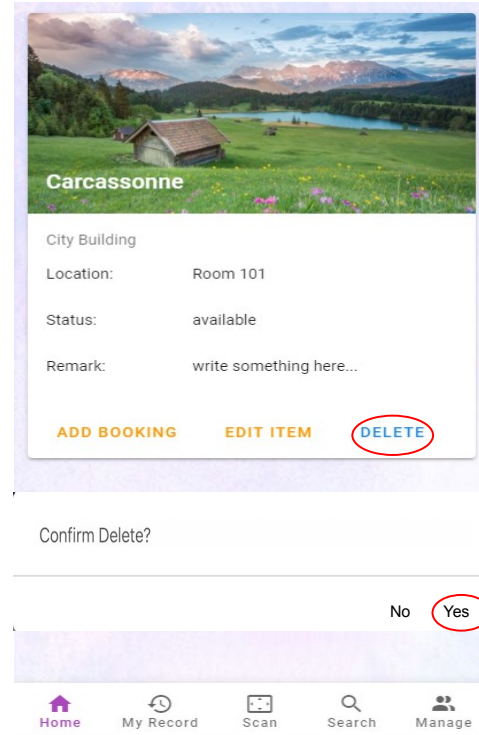 Carcassonne
City Building
Location: Room 101
Status: available
Remark: write something here...
ADD BOOKING EDIT ITEM DELETE
Confirm Delete?
No Yes
Home My Record Scan Search Manage